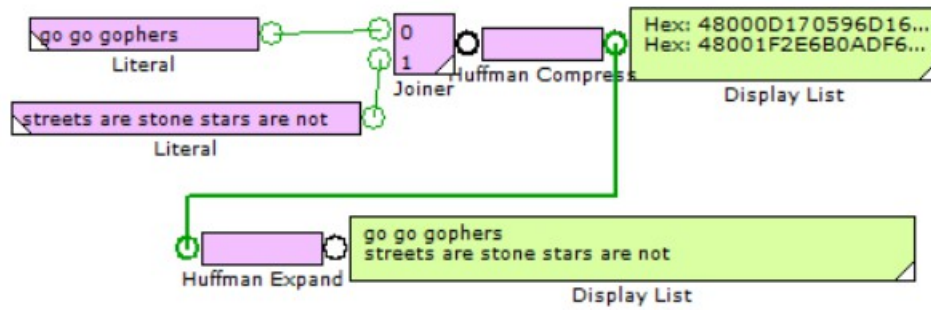 go go gophers
Literal
0
1
Joiner
Huffman Compress
Hex: 48000D170596D16...
Hex: 48001F2E6B0ADF6...
Display List
streets are stone stars are not
Literal
Huffman Expand
go go gophers
streets are stone stars are not
Display List